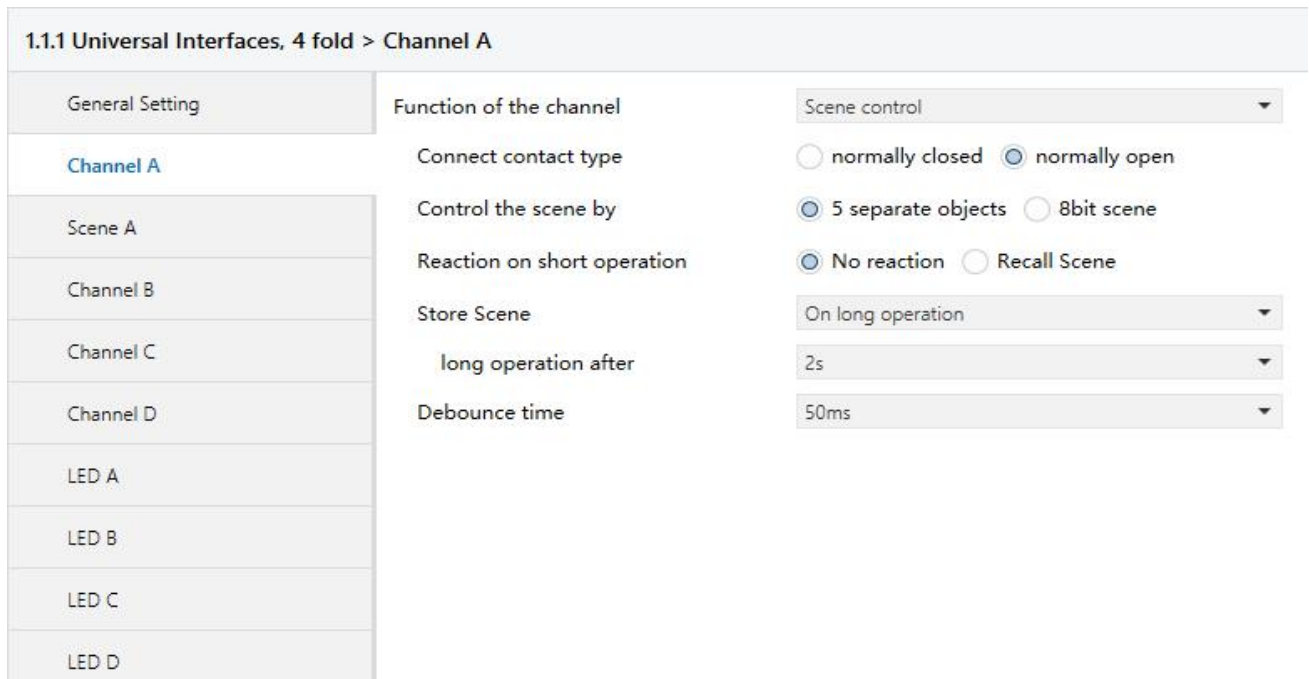 1.1.1 Universal Interfaces, 4 fold > Channel A
General Setting
Channel A
Scene A
Channel B
Channel C
Channel D
LED A
LED B
LED C
LED D
Function of the channel Scene control
Connect contact type normally closed normally open
Control the scene by 5 separate objects 8bit scene
Reaction on short operation No reaction Recall Scene
Store Scene On long operation
long operation after 2s
Debounce time 50ms